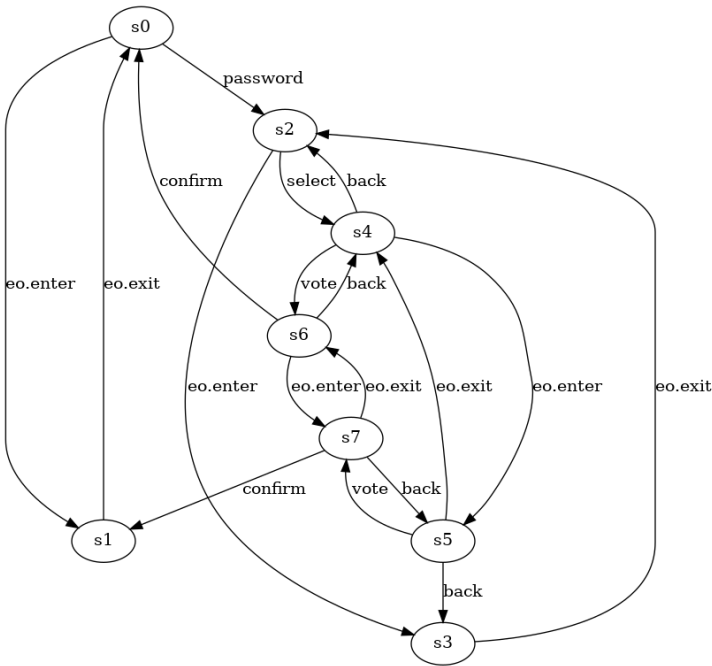 s0
password
s2
confirm
select
back
s4
eo.enter
eo.exit
vote
back
s6
eo.enter
eo.enter
eo.exit
eo.exit
eo.enter
eo.exit
s7
confirm
vote
back
s1
s5
back
s3